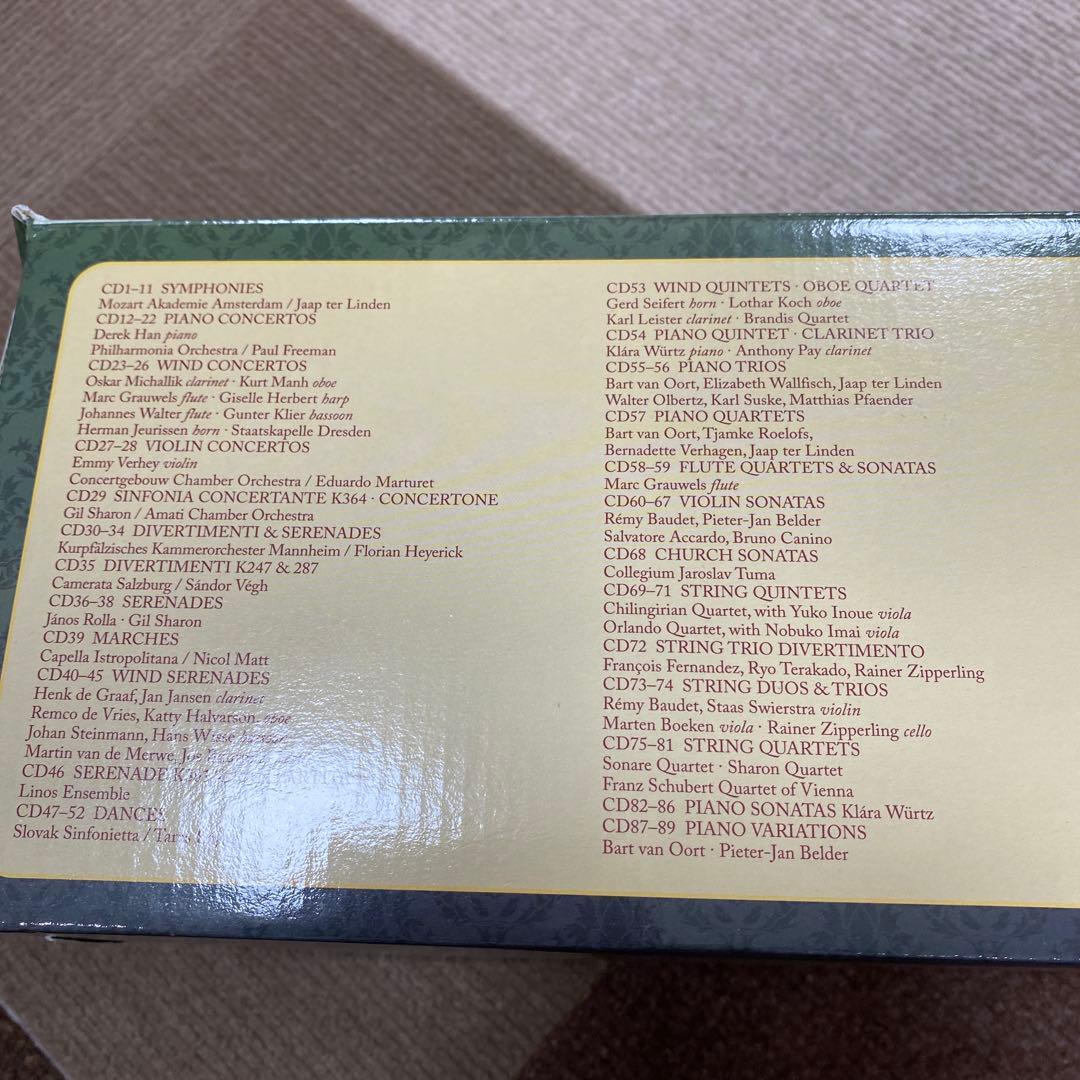 CD1–11 SYMPHONIES
Mozart Akademie Amsterdam / Jaap ter Linden
CD12–22 PIANO CONCERTOS
Derek Han piano
Philharmonia Orchestra / Paul Freeman
CD23–26 WIND CONCERTOS
Oskar Michallik clarinet · Kurt Manh oboe
Marc Grauwels flute · Giselle Herbert harp
Johannes Walter flute · Gunter Klier bassoon
Herman Jeurissen horn · Staatskapelle Dresden
CD27–28 VIOLIN CONCERTOS
Emmy Verhey violin
Concertgebouw Chamber Orchestra / Eduardo Marturet
CD29 SINFONIA CONCERTANTE K364 · CONCERTONE
Gil Sharon / Amati Chamber Orchestra
CD30–34 DIVERTIMENTI & SERENADES
Kurpfälzisches Kammerorchester Mannheim / Florian Heyerick
CD35 DIVERTIMENTI K247 & 287
Camerata Salzburg / Sándor Végh
CD36–38 SERENADES
János Rolla · Gil Sharon
CD39 MARCHES
Capella Istropolitana / Nicol Matt
CD40–45 WIND SERENADES
Henk de Graaf, Jan Jansen clarinet
Remco de Vries, Katty Halvarson oboe
Johan Steinmann, Hans Wisse
Martin van de Merwe,
CD46 SERENADE
Linos Ensemble
CD47–52 DANCES
Slovak Sinfonietta /
CD53 WIND QUINTETS · OBOE QUARTET
Gerd Seifert horn · Lothar Koch oboe
Karl Leister clarinet · Brandis Quartet
CD54 PIANO QUINTET · CLARINET TRIO
Klára Würtz piano · Anthony Pay clarinet
CD55–56 PIANO TRIOS
Bart van Oort, Elizabeth Wallfisch, Jaap ter Linden
Walter Olbertz, Karl Suske, Matthias Pfaender
CD57 PIANO QUARTETS
Bart van Oort, Tjamke Roelofs,
Bernadette Verhagen, Jaap ter Linden
CD58–59 FLUTE QUARTETS & SONATAS
Marc Grauwels flute
CD60–67 VIOLIN SONATAS
Rémy Baudet, Pieter-Jan Belder
Salvatore Accardo, Bruno Canino
CD68 CHURCH SONATAS
Collegium Jaroslav Tuma
CD69–71 STRING QUINTETS
Chilingirian Quartet, with Yuko Inoue viola
Orlando Quartet, with Nobuko Imai viola
CD72 STRING TRIO DIVERTIMENTO
François Fernandez, Ryo Terakado, Rainer Zipperling
CD73–74 STRING DUOS & TRIOS
Rémy Baudet, Staas Swierstra violin
Marten Boeken viola · Rainer Zipperling cello
CD75–81 STRING QUARTETS
Sonare Quartet · Sharon Quartet
Franz Schubert Quartet of Vienna
CD82–86 PIANO SONATAS Klára Würtz
CD87–89 PIANO VARIATIONS
Bart van Oort · Pieter-Jan Belder